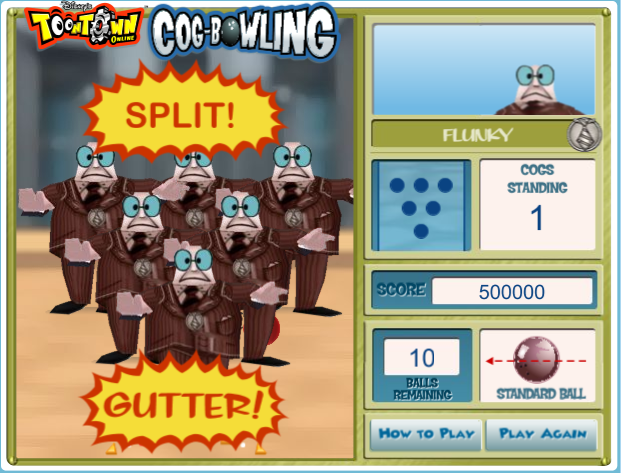 Disney's
TOONTOWN
ONLINE
COG-BOWLING
SPLIT!
FLUNKY
COGS
STANDING
1
SCORE 500000
10
BALLS
REMAINING
STANDARD BALL
GUTTER!
HOW TO PLAY
PLAY AGAIN